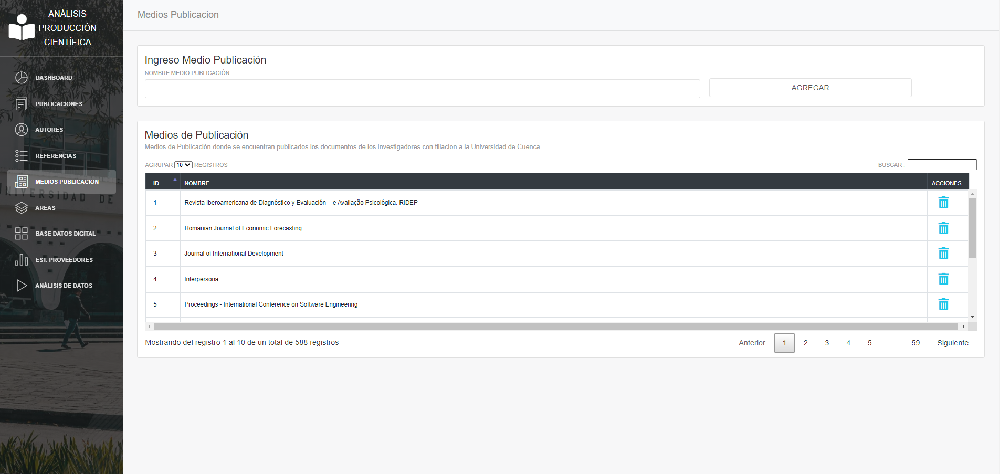 ANÁLISIS
PRODUCCIÓN
CIENTÍFICA
DASHBOARD
PUBLICACIONES
AUTORES
REFERENCIAS
MEDIOS PUBLICACION
UNIVERSIDAD DE
AREAS
BASE DATOS DIGITAL
EST. PROVEEDORES
ANÁLISIS DE DATOS
Medios Publicacion
Ingreso Medio Publicación
NOMBRE MEDIO PUBLICACIÓN
AGREGAR
Medios de Publicación
Medios de Publicación donde se encuentran publicados los documentos de los investigadores con filiacion a la Universidad de Cuenca
AGRUPAR 10 REGISTROS BUSCAR :
ID NOMBRE ACCIONES
1 Revista Iberoamericana de Diagnóstico y Evaluación – e Avaliação Psicológica. RIDEP
2 Romanian Journal of Economic Forecasting
3 Journal of International Development
4 Interpersona
5 Proceedings - International Conference on Software Engineering
Mostrando del registro 1 al 10 de un total de 588 registros Anterior 1 2 3 4 5 … 59 Siguiente